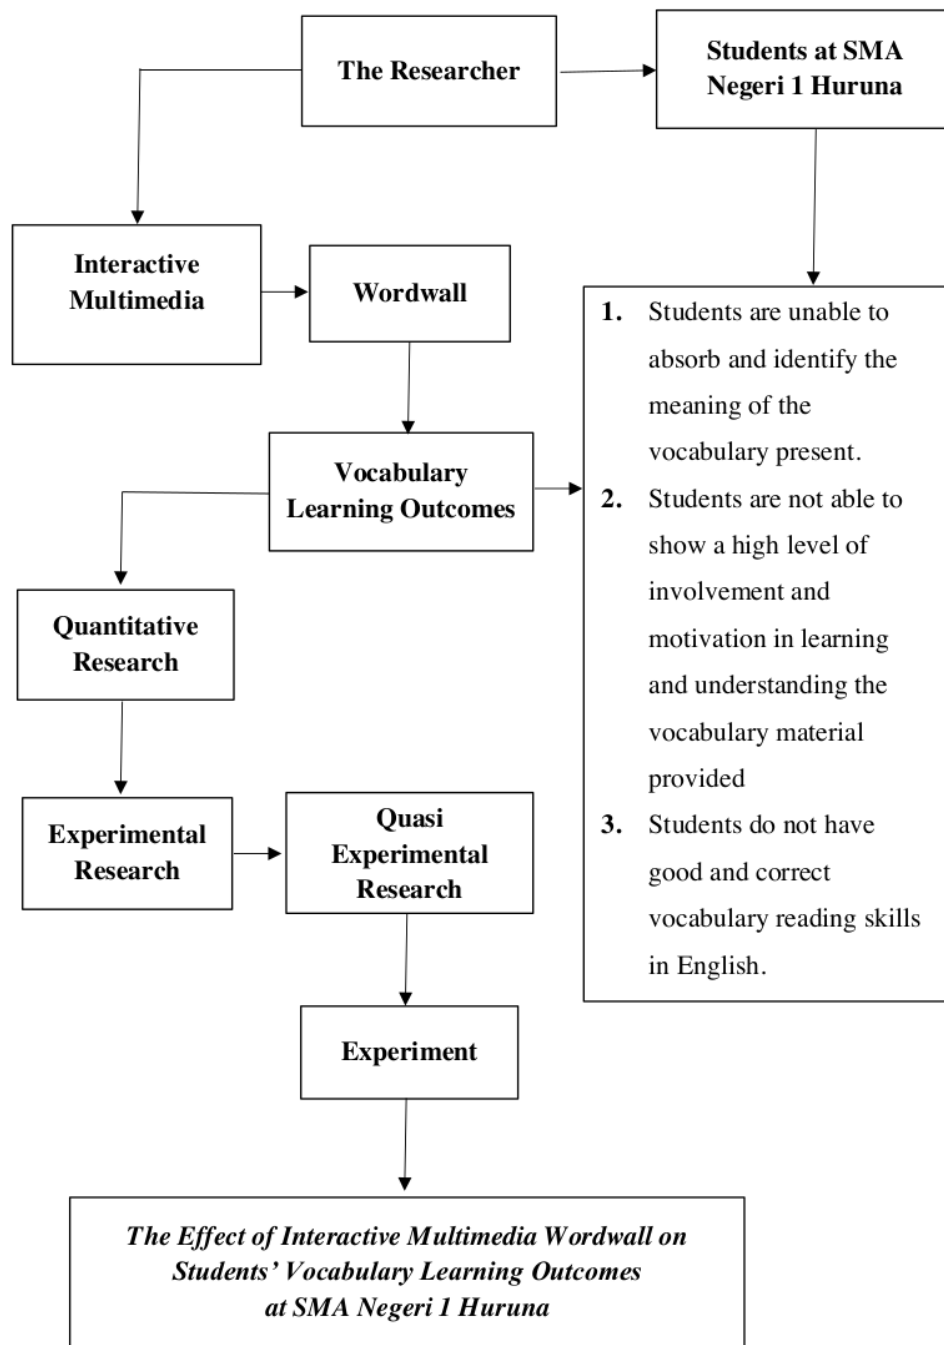 The Researcher
Students at SMA
Negeri 1 Huruna
Interactive
Multimedia
Wordwall
1. Students are unable to
absorb and identify the
meaning of the
vocabulary present.
2. Students are not able to
show a high level of
involvement and
motivation in learning
and understanding the
vocabulary material
provided
3. Students do not have
good and correct
vocabulary reading skills
in English.
Vocabulary
Learning Outcomes
Quantitative
Research
Experimental
Research
Quasi
Experimental
Research
Experiment
The Effect of Interactive Multimedia Wordwall on
Students’ Vocabulary Learning Outcomes
at SMA Negeri 1 Huruna